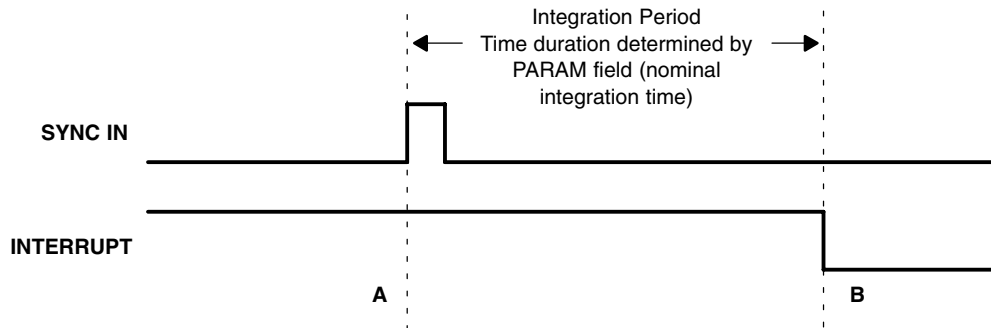 Integration Period
Time duration determined by
PARAM field (nominal
integration time)
SYNC IN
INTERRUPT
A
B